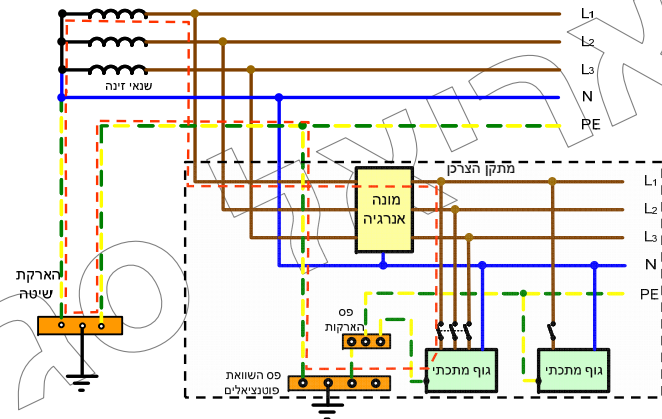 L1
L2
L3
שנאי זינה
N
PE
מתקן הצרכן
L1
מונה
אנרגיה
L2
L3
N
הארקת
שיטה
PE
פס
הארקות
פס השוואת
פוטנציאלים
גוף מתכתי
גוף מתכתי